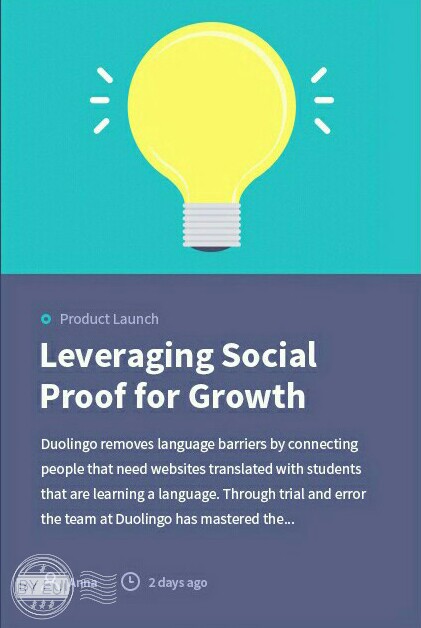 Product Launch
Leveraging Social
Proof for Growth
Duolingo removes language barriers by connecting
people that need websites translated with students
that are learning a language. Through trial and error
the team at Duolingo has mastered the...
Anna 2 days ago